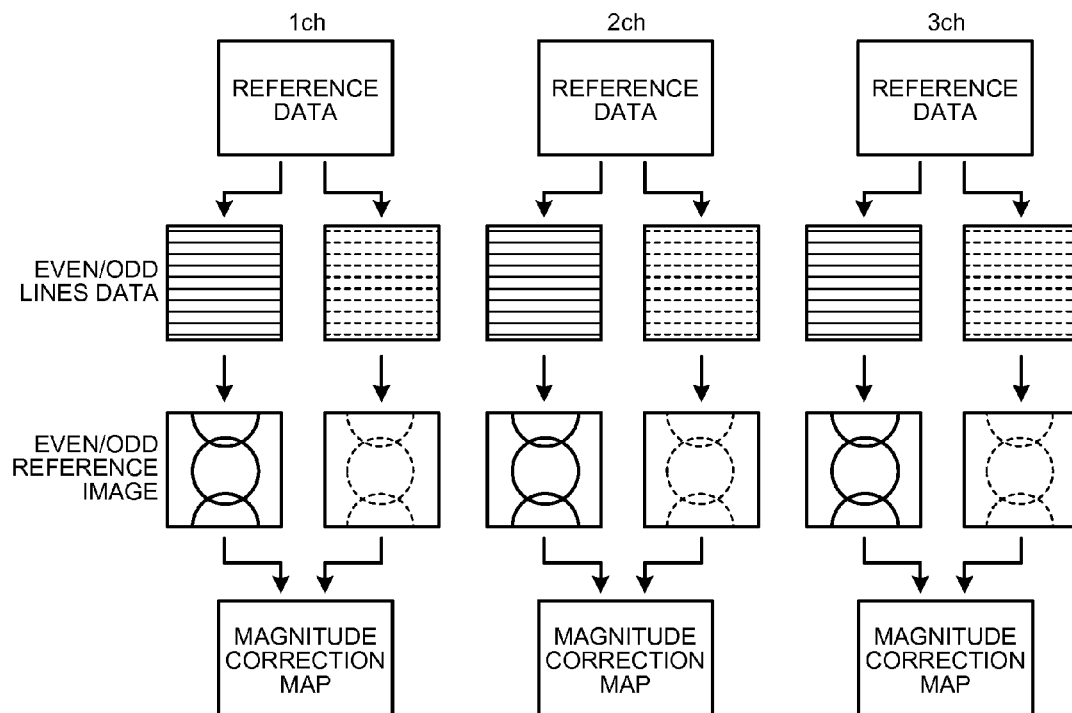 1ch
2ch
3ch
REFERENCE
DATA
REFERENCE
DATA
REFERENCE
DATA
EVEN/ODD
LINES DATA
EVEN/ODD
REFERENCE
IMAGE
MAGNITUDE
CORRECTION
MAP
MAGNITUDE
CORRECTION
MAP
MAGNITUDE
CORRECTION
MAP